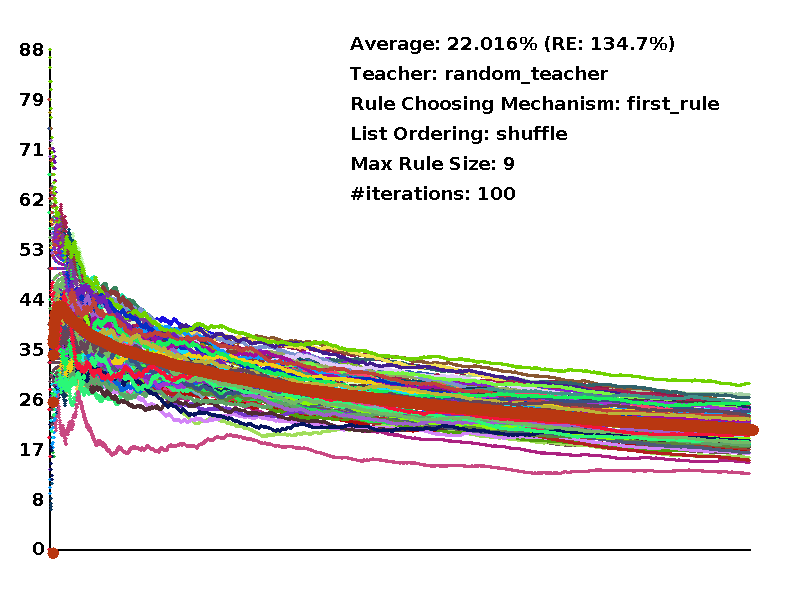 Average: 22.016% (RE: 134.7%)
Teacher: random_teacher
Rule Choosing Mechanism: first_rule
List Ordering: shuffle
Max Rule Size: 9
#iterations: 100
88
79
71
62
53
44
35
26
17
8
0